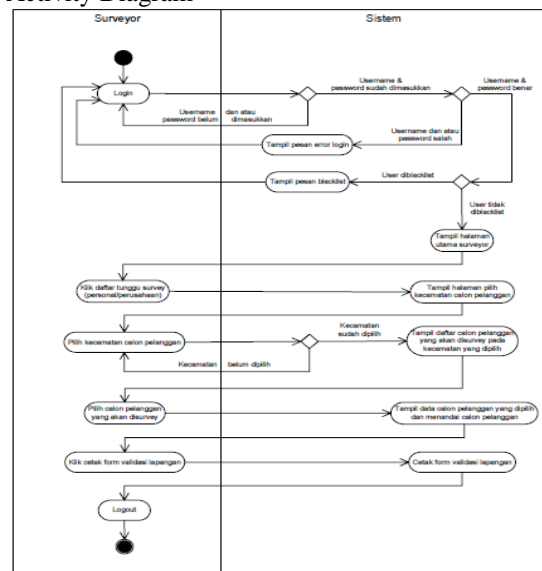 Activity Diagram
Surveyor
Sistem
Login
Username &
password sudah dimasukkan
Username &
password benar
Username dan atau
password belum dimasukkan
Username dan atau
password salah
Tampil pesan error login
Tampil pesan blacklist
User diblacklist
User tidak
diblacklist
Tampil halaman
utama surveyor
Klik daftar tunggu survey
(personal/perusahaan)
Tampil halaman pilih
kecamatan calon pelanggan
Kecamatan
sudah dipilih
Pilih kecamatan calon pelanggan
Tampil daftar calon pelanggan
yang akan disurvey pada
kecamatan yang dipilih
Kecamatan belum dipilih
Pilih calon pelanggan
yang akan disurvey
Tampil data calon pelanggan yang dipilih
dan menandai calon pelanggan
Klik cetak form validasi lapangan
Cetak form validasi lapangan
Logout